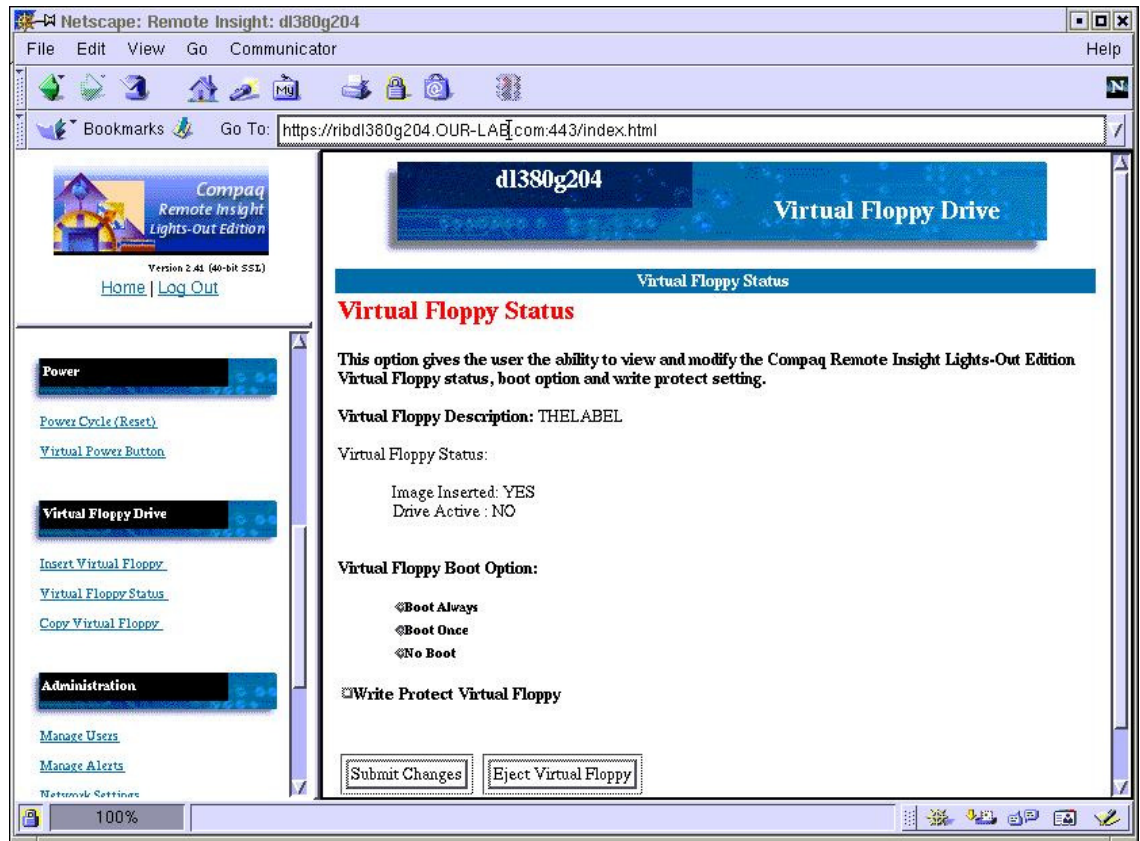 Netscape: Remote Insight: dl380g204
File Edit View Go Communicator Help
My
N
Bookmarks Go To: https://ribdl380g204.OUR-LAB.com:443/index.html
Compaq
Remote Insight
Lights-Out Edition
Version 2.41 (40-bit SSL)
Home | Log Out
Power
Power Cycle (Reset)
Virtual Power Button
Virtual Floppy Drive
Insert Virtual Floppy
Virtual Floppy Status
Copy Virtual Floppy
Administration
Manage Users
Manage Alerts
Network Settings
dl380g204
Virtual Floppy Drive
Virtual Floppy Status
Virtual Floppy Status
This option gives the user the ability to view and modify the Compaq Remote Insight Lights-Out Edition
Virtual Floppy status, boot option and write protect setting.
Virtual Floppy Description: THELABEL
Virtual Floppy Status:
Image Inserted: YES
Drive Active : NO
Virtual Floppy Boot Option:
Boot Always
Boot Once
No Boot
Write Protect Virtual Floppy
Submit Changes Eject Virtual Floppy
100%